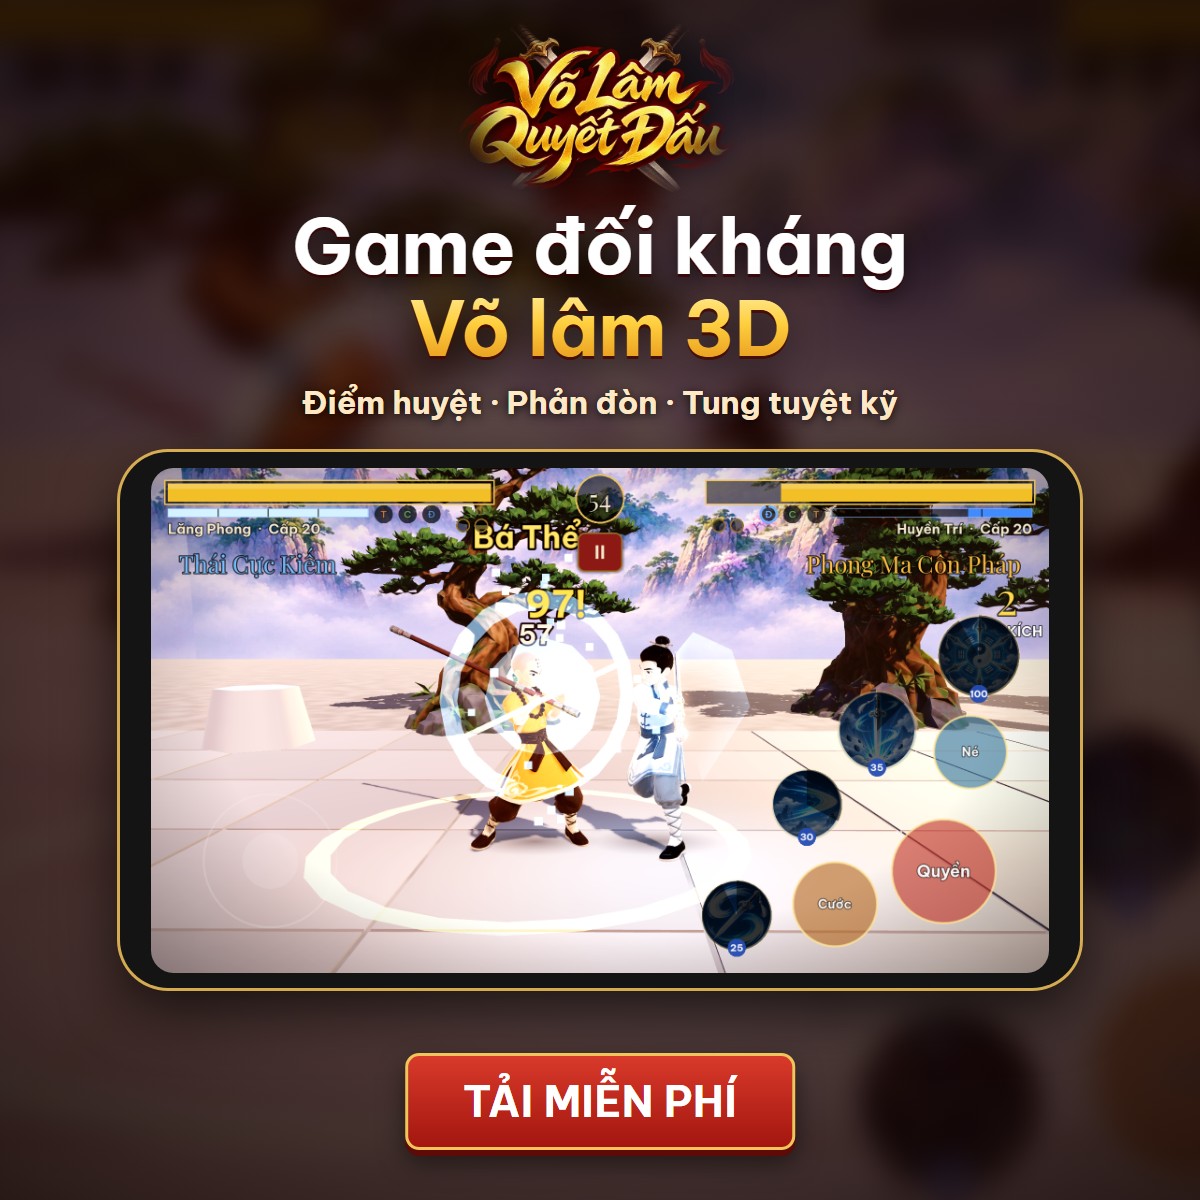 Võ Lâm
Quyết Đấu
Game đối kháng
Võ lâm 3D
Điểm huyệt · Phản đòn · Tung tuyệt kỹ
54
T C Đ
Đ C T
Lăng Phong · Cấp 20
Huyền Trí · Cấp 20
Bá Thể
Thái Cực Kiếm
Phong Ma Côn Pháp
97!
2
57
KÍCH
100
Né
35
30
Quyền
Cước
25
TẢI MIỄN PHÍ